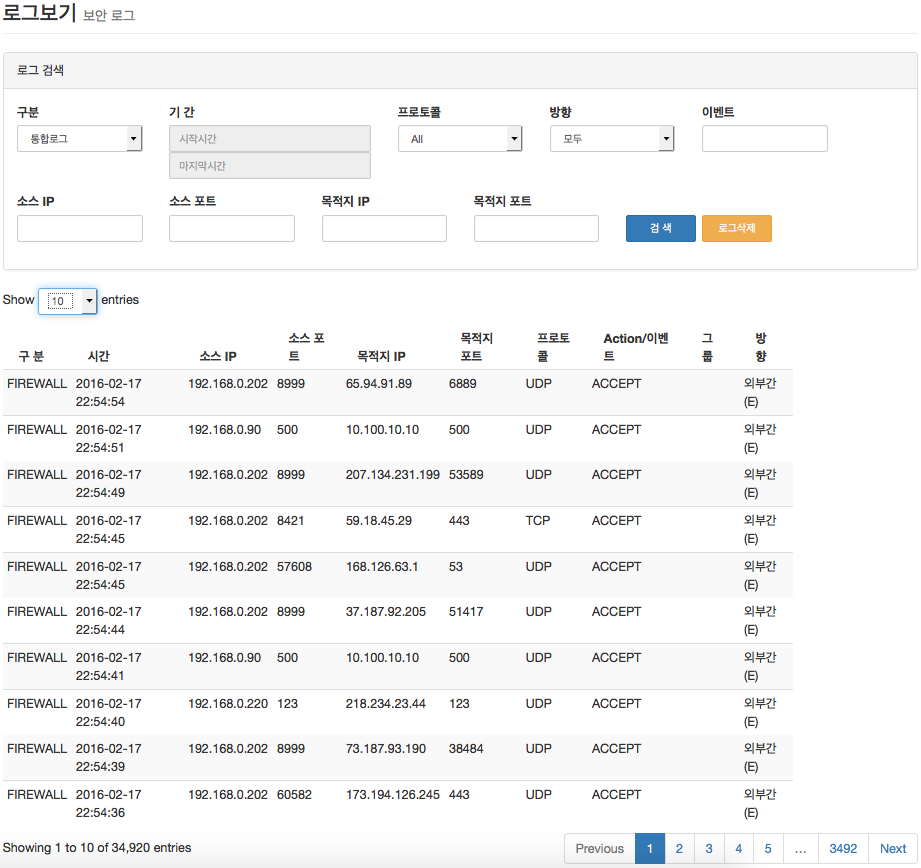 로그보기 보안 로그
로그 검색
구분 기 간 프로토콜 방향 이벤트
통합로그 시작시간 All 모두
마지막시간
소스 IP 소스 포트 목적지 IP 목적지 포트
검 색 로그삭제
Show 10 entries
소스 포 목적지 프로토 Action/이벤 그 방
구 분 시간 소스 IP 트 목적지 IP 포트 콜 트 룹 향
FIREWALL 2016-02-17 192.168.0.202 8999 65.94.91.89 6889 UDP ACCEPT 외부간
22:54:54 (E)
FIREWALL 2016-02-17 192.168.0.90 500 10.100.10.10 500 UDP ACCEPT 외부간
22:54:51 (E)
FIREWALL 2016-02-17 192.168.0.202 8999 207.134.231.199 53589 UDP ACCEPT 외부간
22:54:49 (E)
FIREWALL 2016-02-17 192.168.0.202 8421 59.18.45.29 443 TCP ACCEPT 외부간
22:54:45 (E)
FIREWALL 2016-02-17 192.168.0.202 57608 168.126.63.1 53 UDP ACCEPT 외부간
22:54:45 (E)
FIREWALL 2016-02-17 192.168.0.202 8999 37.187.92.205 51417 UDP ACCEPT 외부간
22:54:44 (E)
FIREWALL 2016-02-17 192.168.0.90 500 10.100.10.10 500 UDP ACCEPT 외부간
22:54:41 (E)
FIREWALL 2016-02-17 192.168.0.220 123 218.234.23.44 123 UDP ACCEPT 외부간
22:54:40 (E)
FIREWALL 2016-02-17 192.168.0.202 8999 73.187.93.190 38484 UDP ACCEPT 외부간
22:54:39 (E)
FIREWALL 2016-02-17 192.168.0.202 60582 173.194.126.245 443 UDP ACCEPT 외부간
22:54:36 (E)
Showing 1 to 10 of 34,920 entries Previous 1 2 3 4 5 … 3492 Next